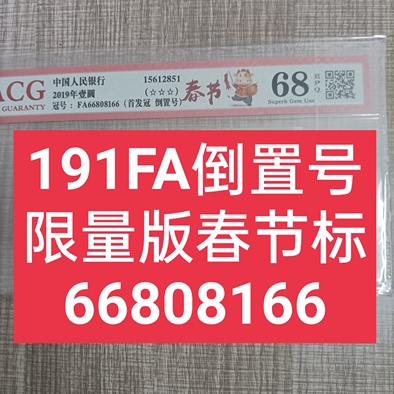 ACG
GUARANTY
中国人民银行
2019年壹圆
冠号：FA66808166（首发冠 倒置号）
15612851
（☆☆☆）
春节
68
EPQ
Superb Gem Unc
191FA倒置号
限量版春节标
66808166